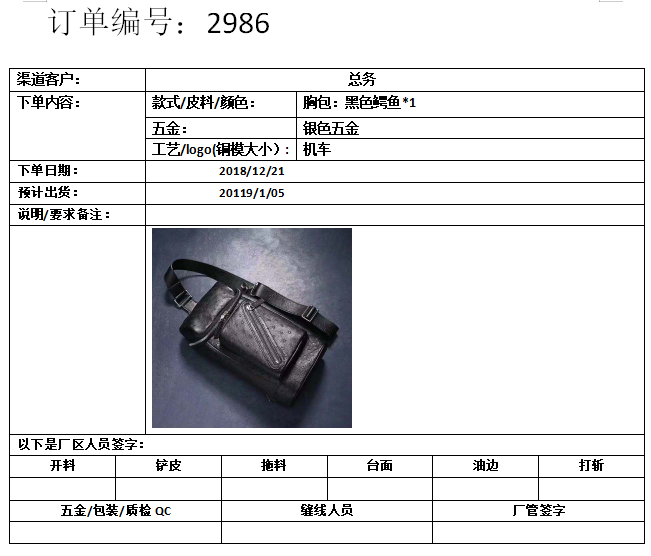 订单编号：2986
渠道客户： 总务
下单内容： 款式/皮料/颜色： 胸包：黑色鳄鱼*1
五金： 银色五金
工艺/logo(铜模大小）： 机车
下单日期： 2018/12/21
预计出货： 20119/1/05
说明/要求备注：
以下是厂区人员签字：
开料 铲皮 拖料 台面 油边 打斩
五金/包装/质检 QC 缝线人员 厂管签字